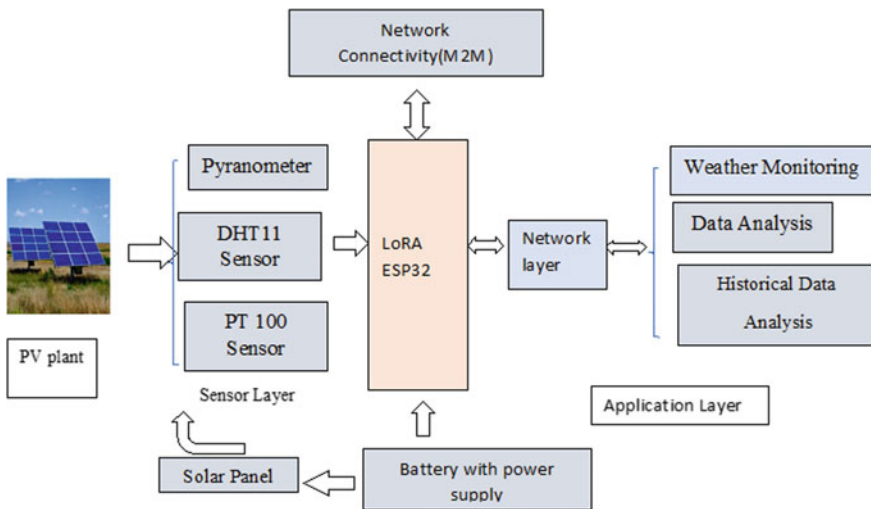 Network
Connectivity(M2M)
Pyranometer
DHT11
Sensor
PT 100
Sensor
Sensor Layer
PV plant
LoRA
ESP32
Network
layer
Weather Monitoring
Data Analysis
Historical Data
Analysis
Application Layer
Solar Panel
Battery with power
supply